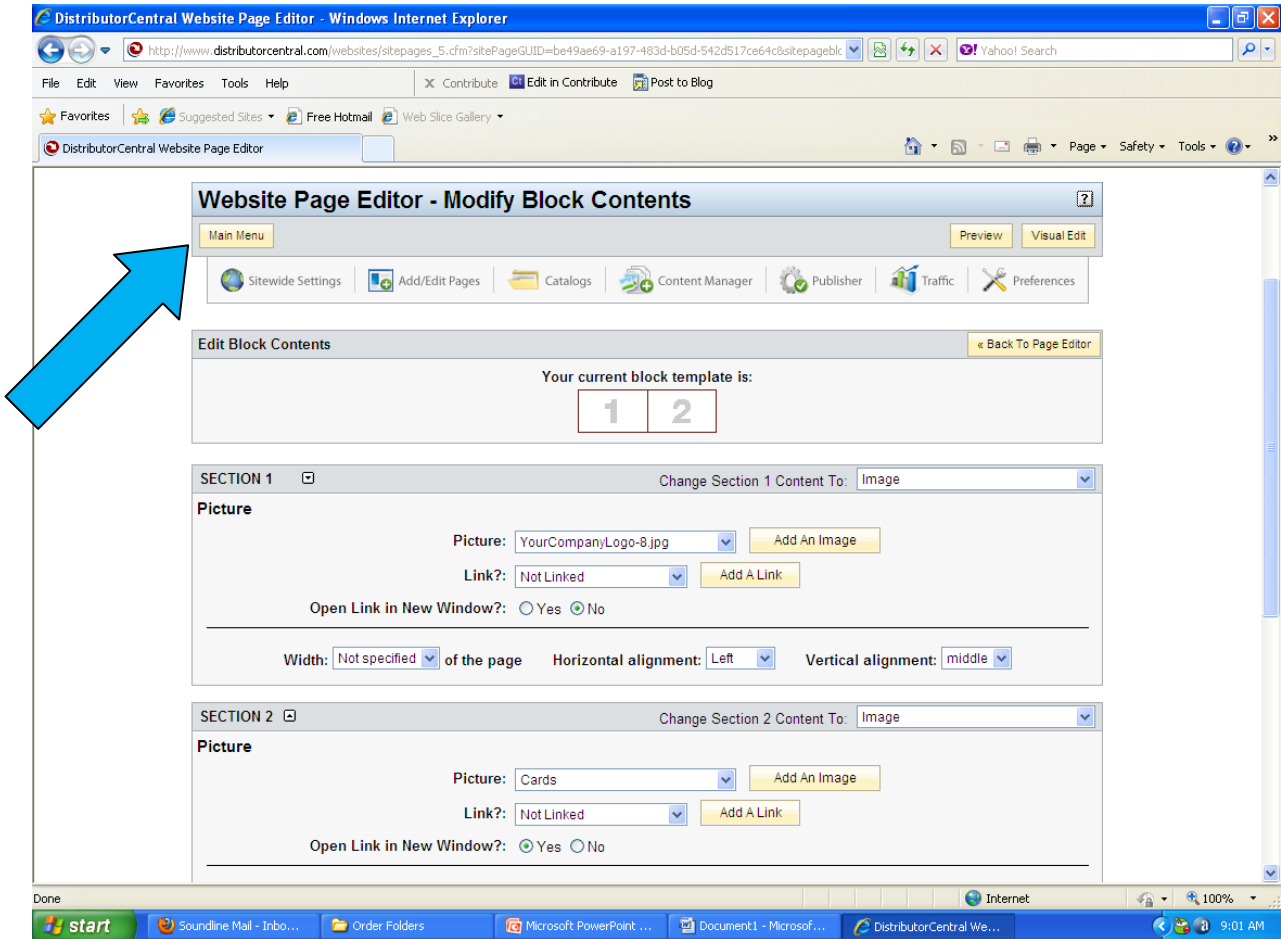 DistributorCentral Website Page Editor - Windows Internet Explorer
http://www.distributorcentral.com/websites/sitepages_5.cfm?sitePageGUID=be49ae69-a197-483d-b05d-542d517ce64c&sitepageblc
Yahoo! Search
File Edit View Favorites Tools Help
X Contribute Edit in Contribute Post to Blog
Favorites Suggested Sites Free Hotmail Web Slice Gallery
DistributorCentral Website Page Editor
Page Safety Tools »
Website Page Editor - Modify Block Contents ?
Main Menu Preview Visual Edit
Sitewide Settings Add/Edit Pages Catalogs Content Manager Publisher Traffic Preferences
Edit Block Contents « Back To Page Editor
Your current block template is:
1 2
SECTION 1 Change Section 1 Content To: Image
Picture
Picture: YourCompanyLogo-8.jpg Add An Image
Link?: Not Linked Add A Link
Open Link in New Window?: Yes No
Width: Not specified of the page Horizontal alignment: Left Vertical alignment: middle
SECTION 2 Change Section 2 Content To: Image
Picture
Picture: Cards Add An Image
Link?: Not Linked Add A Link
Open Link in New Window?: Yes No
Done Internet 100%
start Soundline Mail - Inbo... Order Folders Microsoft PowerPoint ... Document1 - Microsof... DistributorCentral We... 9:01 AM